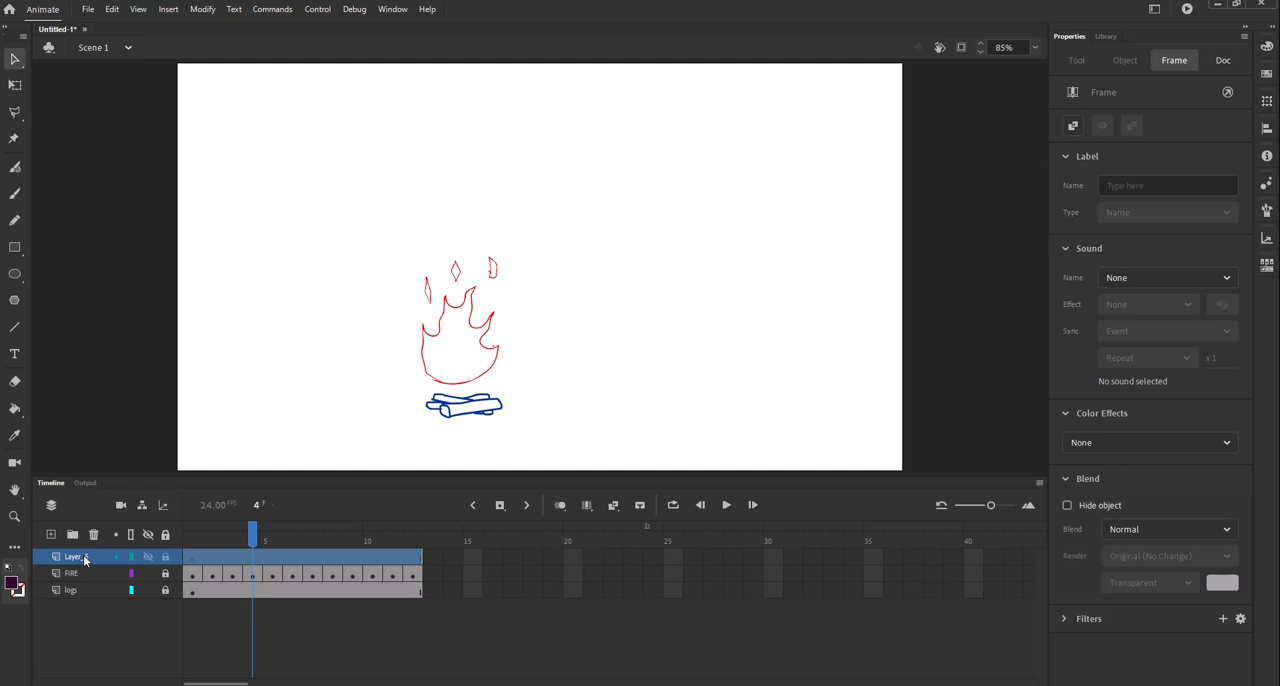 Animate File Edit View Insert Modify Text Commands Control Debug Window Help
Untitled-1* ×
Scene 1
85%
Properties Library
Tool Object Frame Doc
Frame
Label
Name Type here
Type Name
Sound
Name None
Effect None
Sync Event
Repeat x 1
No sound selected
Color Effects
None
Blend
Hide object
Blend Normal
Render Original (No Change)
Transparent
Filters
Timeline Output
24.00 FPS 4 F
1s
5 10 15 20 25 30 35 40
FIRE
logs